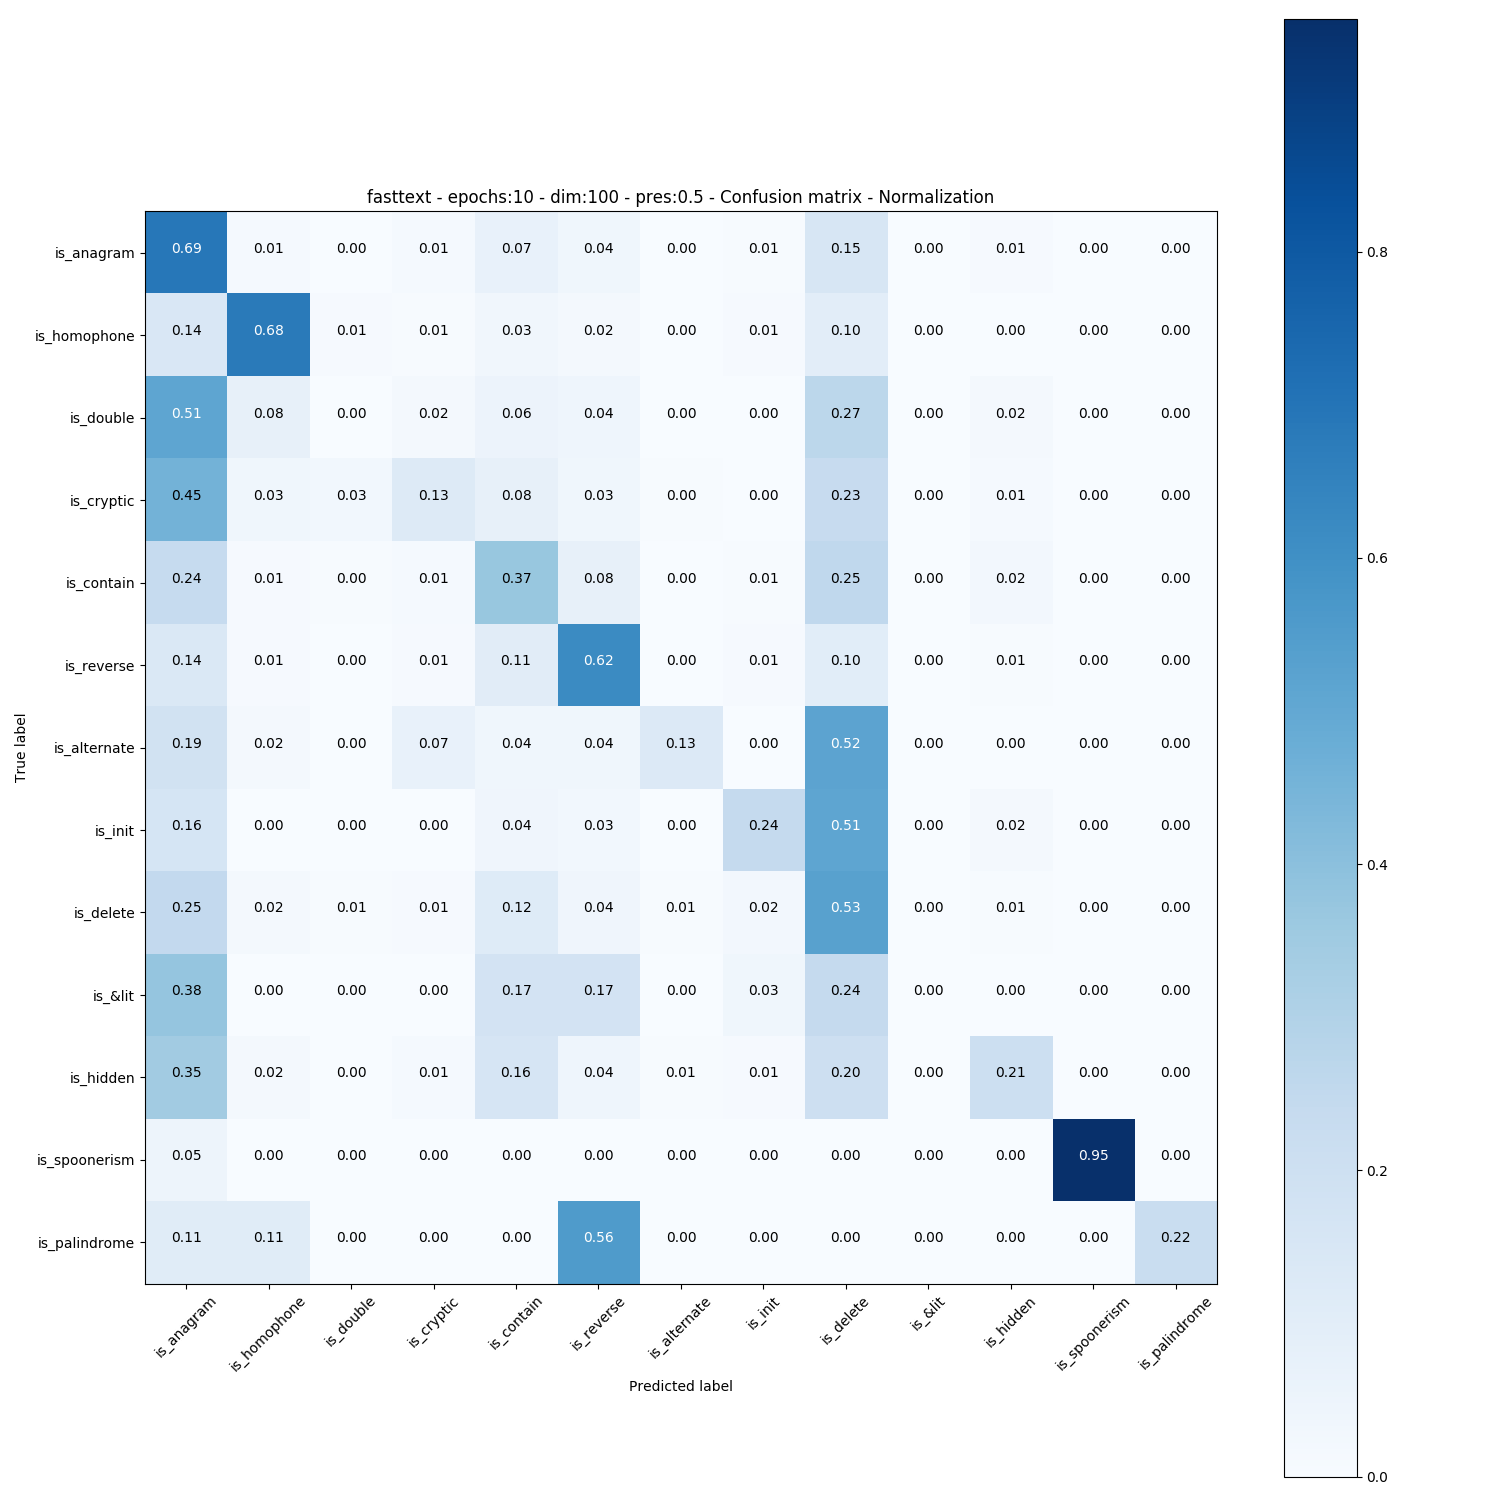 fasttext - epochs:10 - dim:100 - pres:0.5 - Confusion matrix - Normalization
is_anagram 0.69 0.01 0.00 0.01 0.07 0.04 0.00 0.01 0.15 0.00 0.01 0.00 0.00
is_homophone 0.14 0.68 0.01 0.01 0.03 0.02 0.00 0.01 0.10 0.00 0.00 0.00 0.00
is_double 0.51 0.08 0.00 0.02 0.06 0.04 0.00 0.00 0.27 0.00 0.02 0.00 0.00
is_cryptic 0.45 0.03 0.03 0.13 0.08 0.03 0.00 0.00 0.23 0.00 0.01 0.00 0.00
is_contain 0.24 0.01 0.00 0.01 0.37 0.08 0.00 0.01 0.25 0.00 0.02 0.00 0.00
is_reverse 0.14 0.01 0.00 0.01 0.11 0.62 0.00 0.01 0.10 0.00 0.01 0.00 0.00
is_alternate 0.19 0.02 0.00 0.07 0.04 0.04 0.13 0.00 0.52 0.00 0.00 0.00 0.00
is_init 0.16 0.00 0.00 0.00 0.04 0.03 0.00 0.24 0.51 0.00 0.02 0.00 0.00
is_delete 0.25 0.02 0.01 0.01 0.12 0.04 0.01 0.02 0.53 0.00 0.01 0.00 0.00
is_&lit 0.38 0.00 0.00 0.00 0.17 0.17 0.00 0.03 0.24 0.00 0.00 0.00 0.00
is_hidden 0.35 0.02 0.00 0.01 0.16 0.04 0.01 0.01 0.20 0.00 0.21 0.00 0.00
is_spoonerism 0.05 0.00 0.00 0.00 0.00 0.00 0.00 0.00 0.00 0.00 0.00 0.95 0.00
is_palindrome 0.11 0.11 0.00 0.00 0.00 0.56 0.00 0.00 0.00 0.00 0.00 0.00 0.22
True label
is_anagram is_homophone is_double is_cryptic is_contain is_reverse is_alternate is_init is_delete is_&lit is_hidden is_spoonerism is_palindrome
Predicted label
0.8
0.6
0.4
0.2
0.0